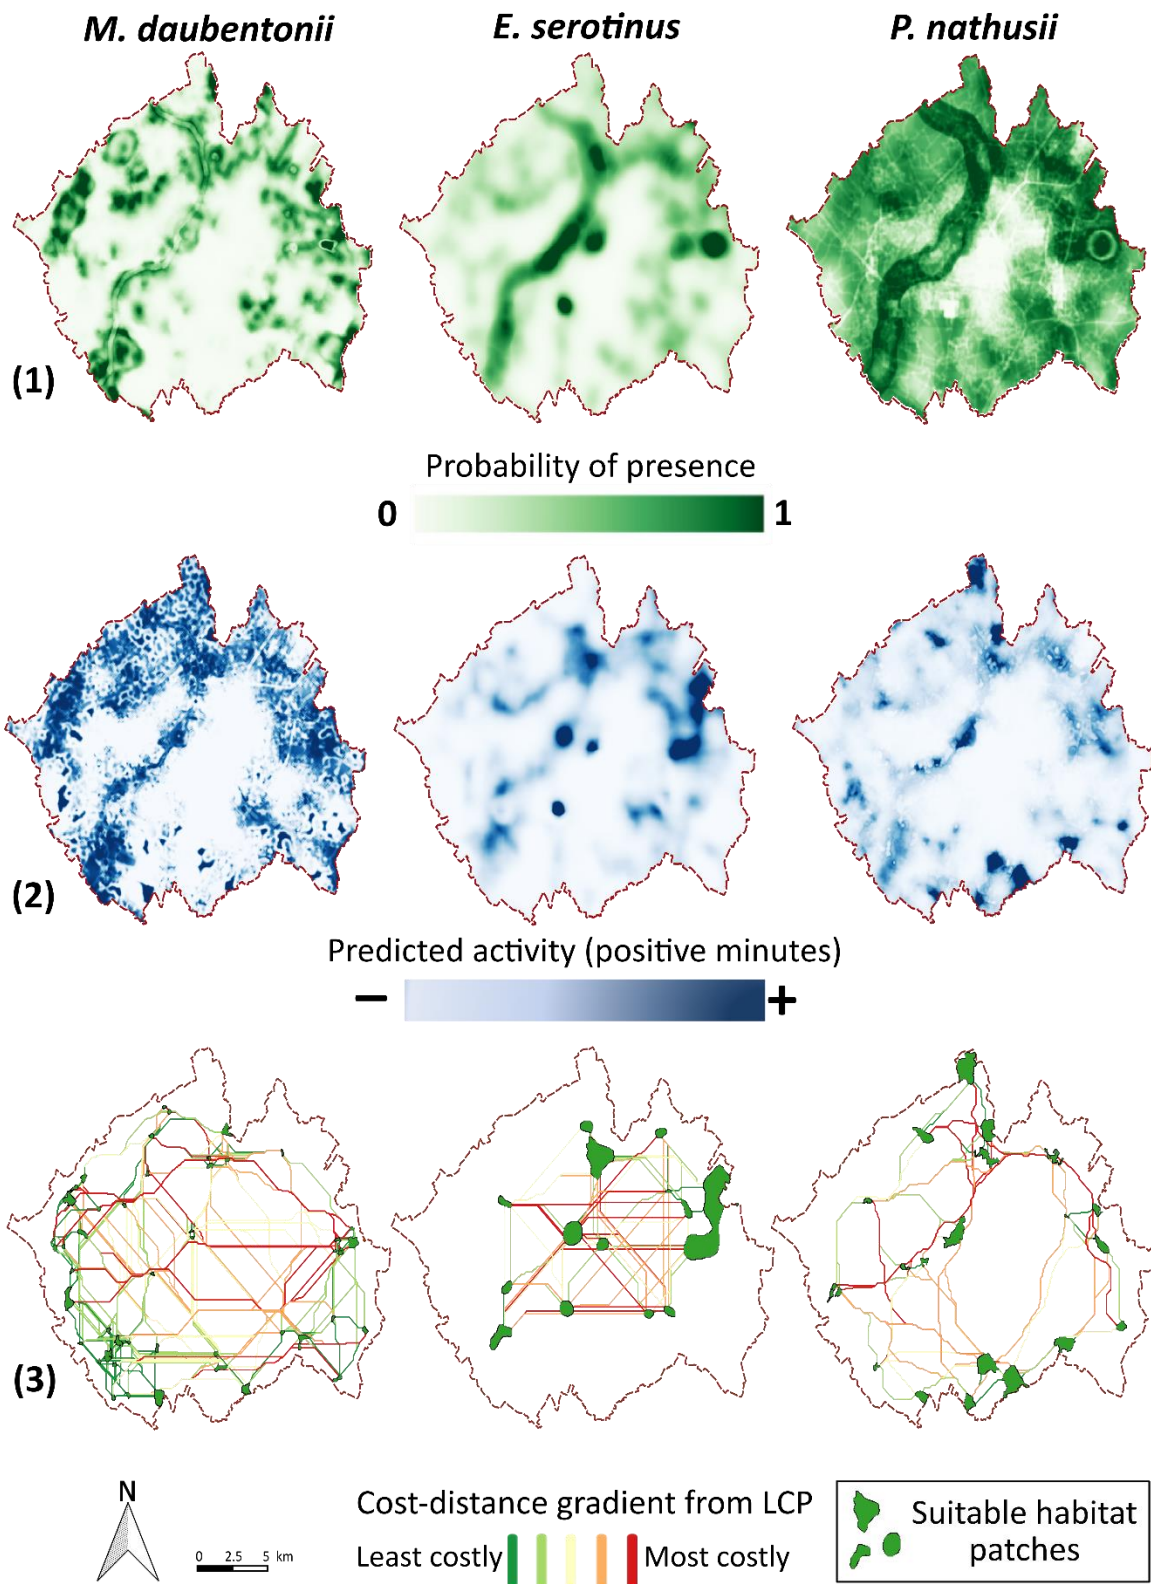 M. daubentonii
E. serotinus
P. nathusii
(1)
Probability of presence
0
1
(2)
Predicted activity (positive minutes)
−
+
(3)
N
0 2.5 5 km
Cost-distance gradient from LCP
Least costly
Most costly
Suitable habitat
patches